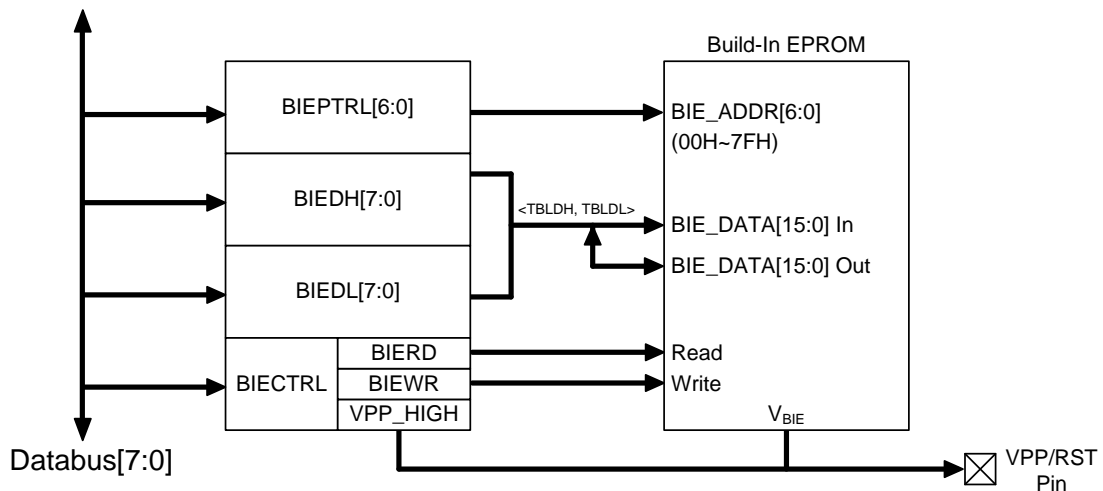 Build-In EPROM
BIEPTRL[6:0]
BIE_ADDR[6:0]
(00H~7FH)
BIEDH[7:0]
<TBLDH, TBLDL>
BIE_DATA[15:0] In
BIE_DATA[15:0] Out
BIEDL[7:0]
BIECTRL
BIERD
Read
BIEWR
Write
VPP_HIGH
VBIE
Databus[7:0]
VPP/RST
Pin